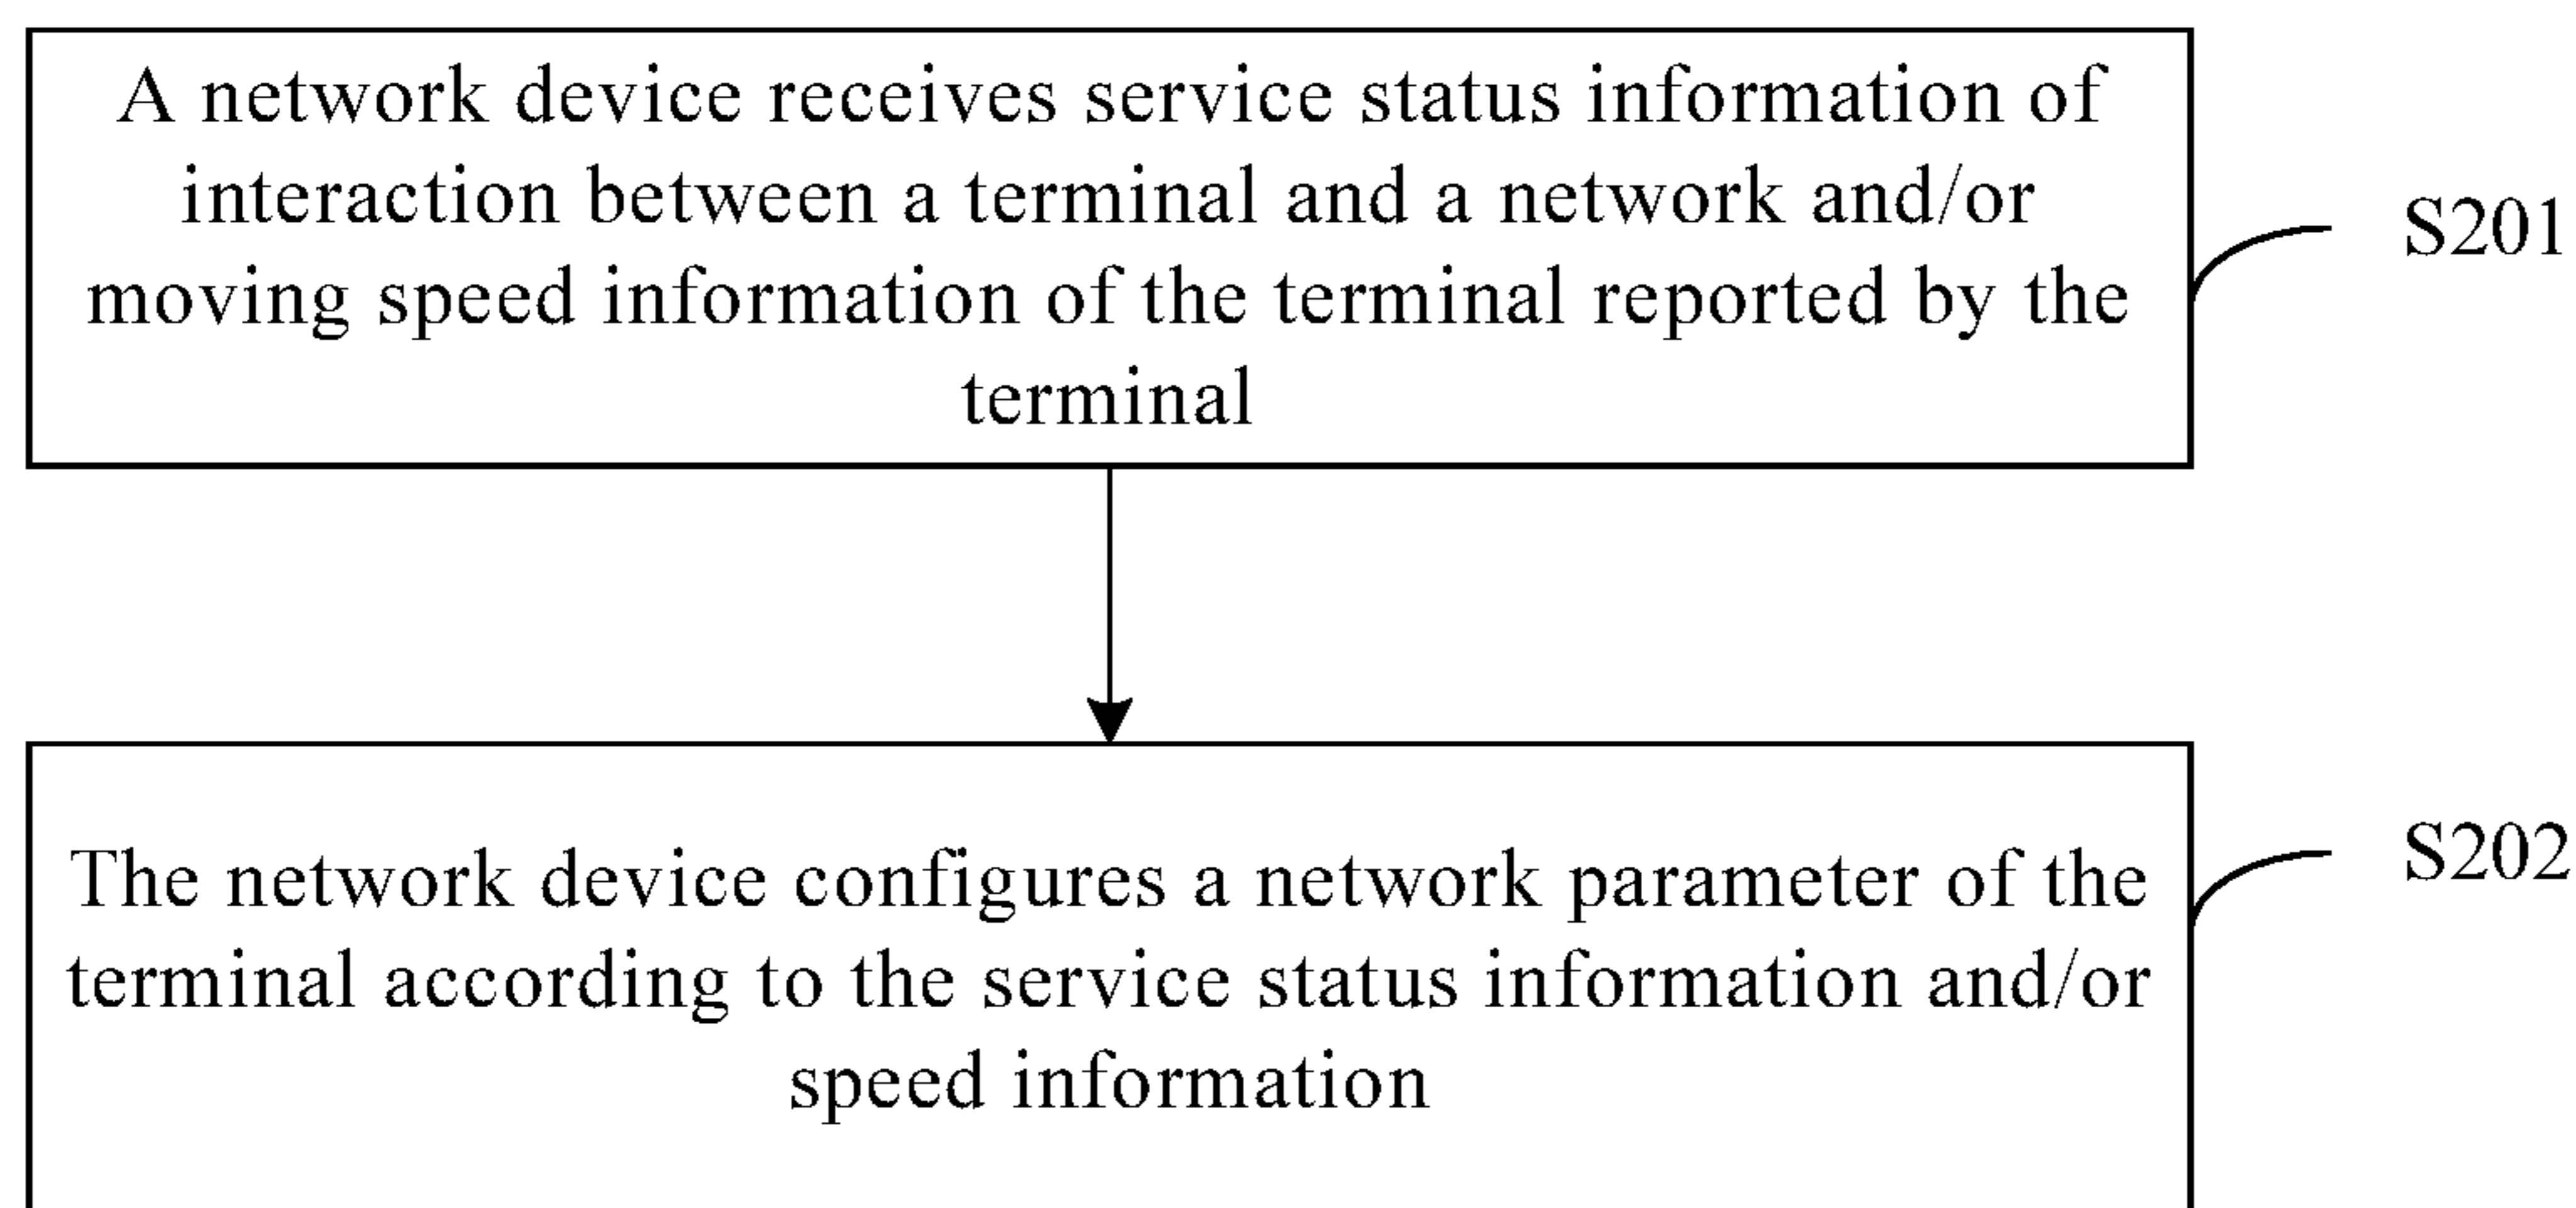 A network device receives service status information of
interaction between a terminal and a network and/or
moving speed information of the terminal reported by the
terminal
S201
The network device configures a network parameter of the
terminal according to the service status information and/or
speed information
S202